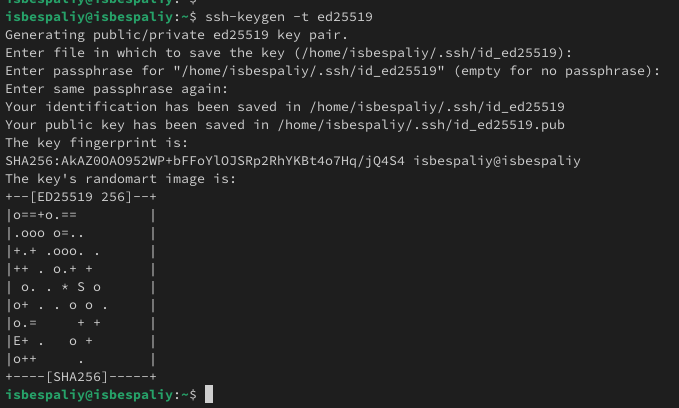 isbespaliy@isbespaliy:~$
isbespaliy@isbespaliy:~$ ssh-keygen -t ed25519
Generating public/private ed25519 key pair.
Enter file in which to save the key (/home/isbespaliy/.ssh/id_ed25519):
Enter passphrase for "/home/isbespaliy/.ssh/id_ed25519" (empty for no passphrase):
Enter same passphrase again:
Your identification has been saved in /home/isbespaliy/.ssh/id_ed25519
Your public key has been saved in /home/isbespaliy/.ssh/id_ed25519.pub
The key fingerprint is:
SHA256:AkAZ0OAO952WP+bFFoYlOJSRp2RhYKBt4o7Hq/jQ4S4 isbespaliy@isbespaliy
The key's randomart image is:
+--[ED25519 256]--+
|o==+o.==         |
|.ooo o=..        |
|+.+ .ooo. .      |
|++ . o.+ +       |
| o. . * S o      |
|o+ . . o o .     |
|o.=     + +      |
|E+ .   o +       |
|o++     .        |
+----[SHA256]-----+
isbespaliy@isbespaliy:~$